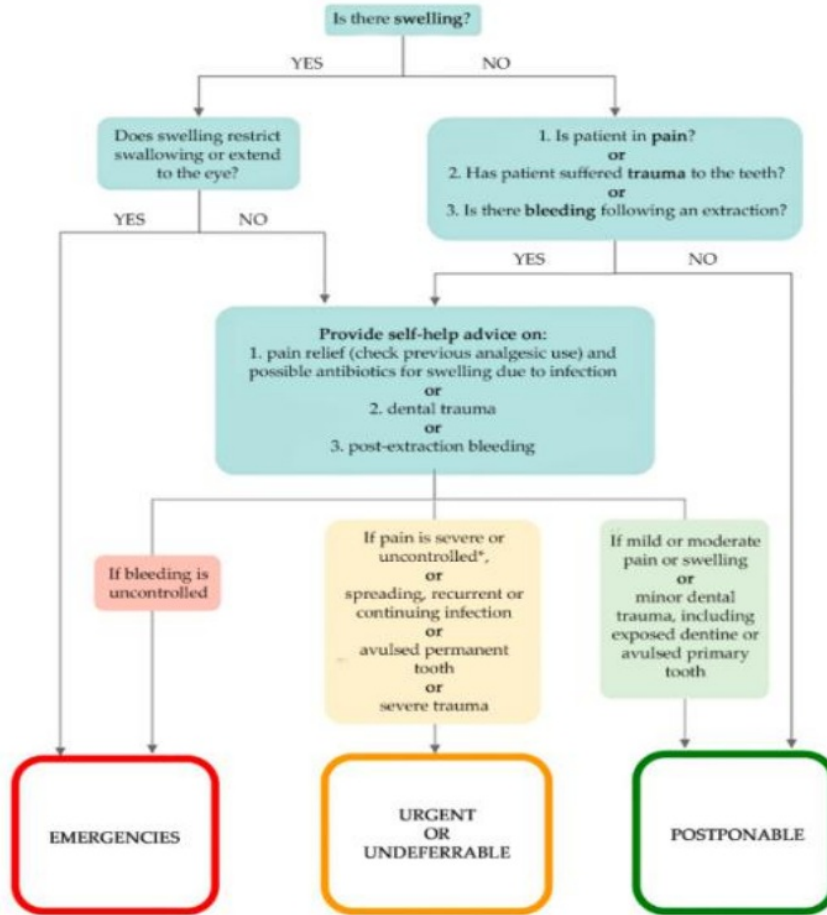 Is there swelling?
YES
NO
Does swelling restrict
swallowing or extend
to the eye?
1. Is patient in pain?
or
2. Has patient suffered trauma to the teeth?
or
3. Is there bleeding following an extraction?
YES
NO
YES
NO
Provide self-help advice on:
1. pain relief (check previous analgesic use) and
possible antibiotics for swelling due to infection
or
2. dental trauma
or
3. post-extraction bleeding
If bleeding is
uncontrolled
If pain is severe or
uncontrolled*,
or
spreading, recurrent or
continuing infection
or
avulsed permanent
tooth
or
severe trauma
If mild or moderate
pain or swelling
or
minor dental
trauma, including
exposed dentine or
avulsed primary
tooth
EMERGENCIES
URGENT
OR
UNDEFERRABLE
POSTPONABLE